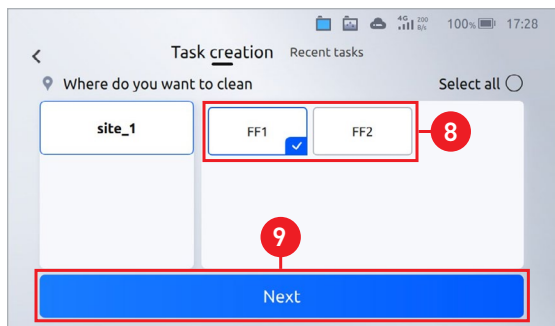 4G 200 B/s 100% 17:28
Task creation Recent tasks
Where do you want to clean Select all
site_1 FF1 FF2 8
9
Next